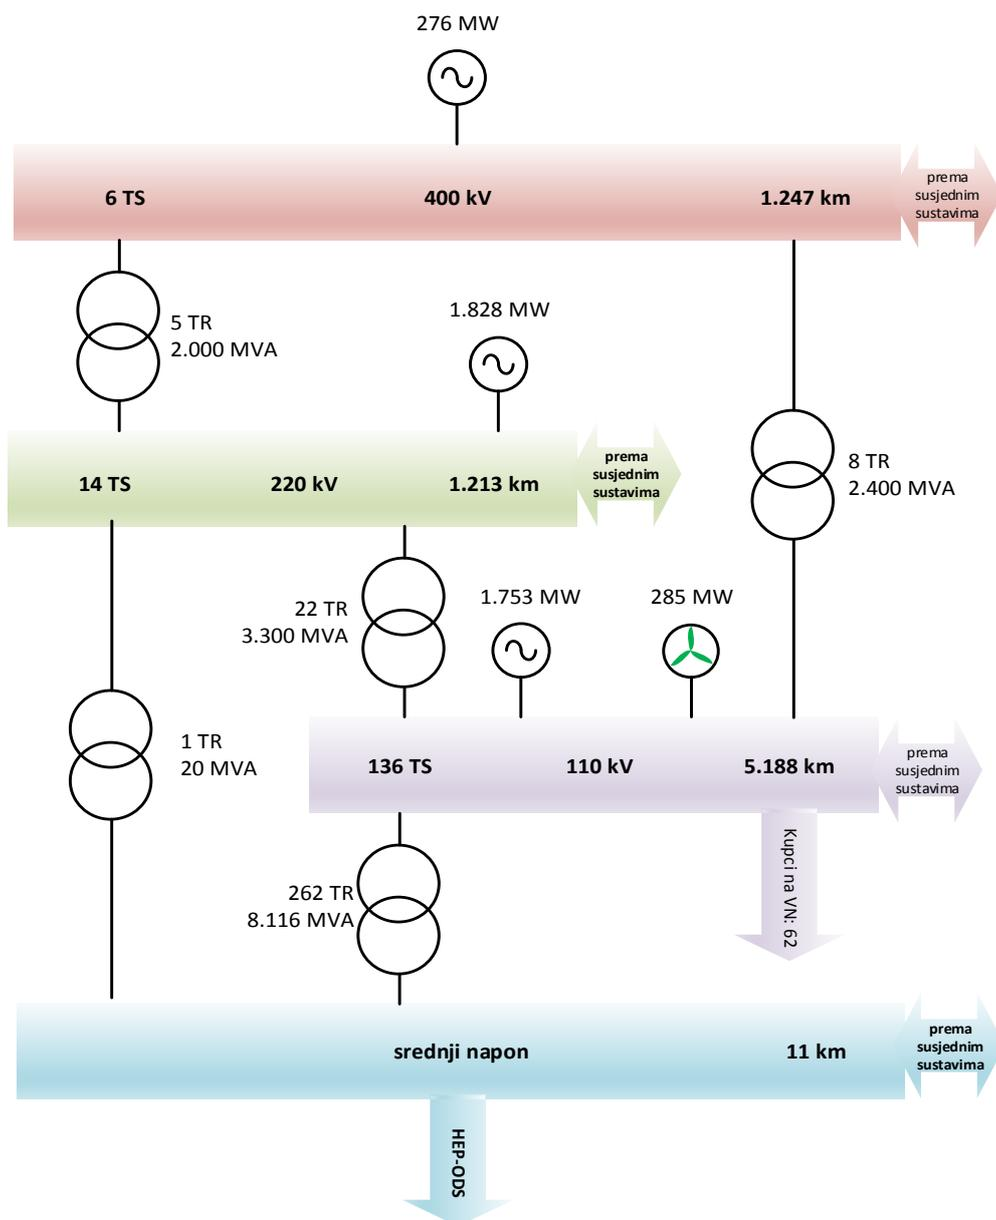 276 MW
6 TS
400 kV
1.247 km
prema
susjednim
sustavima
5 TR
2.000 MVA
1.828 MW
14 TS
220 kV
1.213 km
prema
susjednim
sustavima
8 TR
2.400 MVA
22 TR
3.300 MVA
1.753 MW
285 MW
1 TR
20 MVA
136 TS
110 kV
5.188 km
prema
susjednim
sustavima
262 TR
8.116 MVA
Kupci na VN: 62
srednji napon
11 km
prema
susjednim
sustavima
HEP-ODS